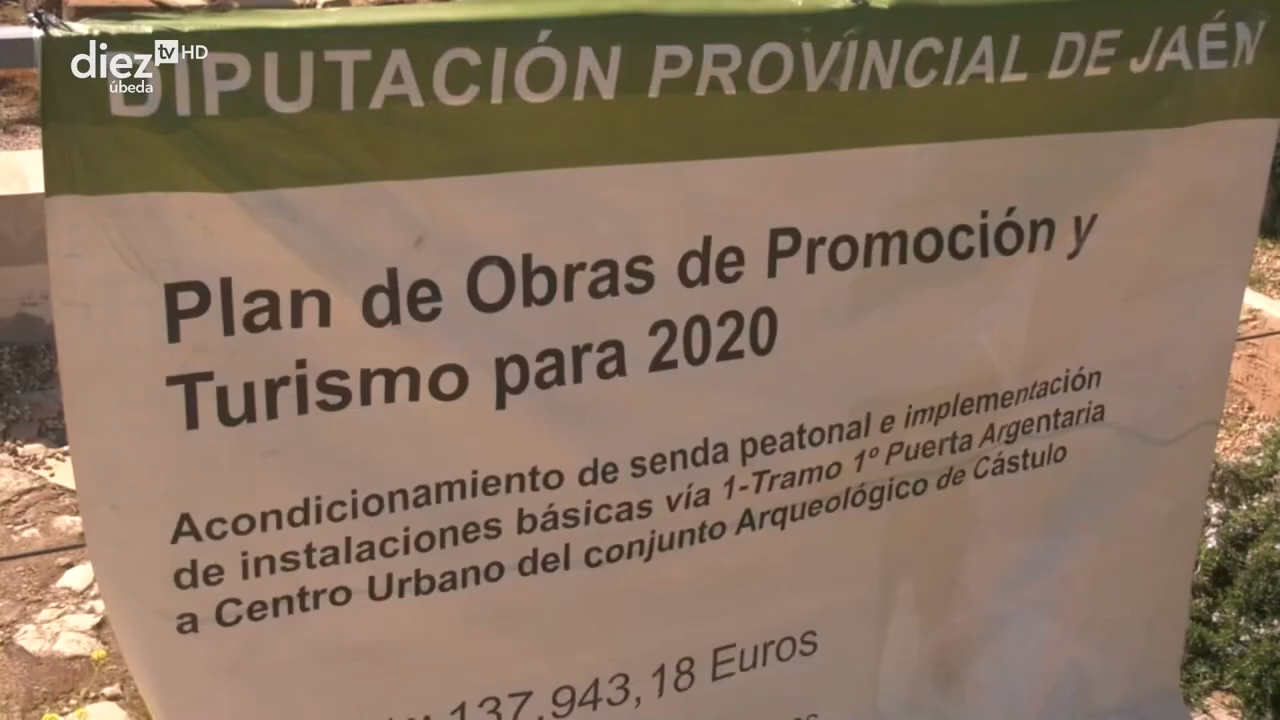 diez tv HD
úbeda
DIPUTACIÓN PROVINCIAL DE JAÉN
Plan de Obras de Promoción y
Turismo para 2020
Acondicionamiento de senda peatonal e implementación
de instalaciones básicas vía 1-Tramo 1º Puerta Argentaria
a Centro Urbano del conjunto Arqueológico de Cástulo
137.943,18 Euros